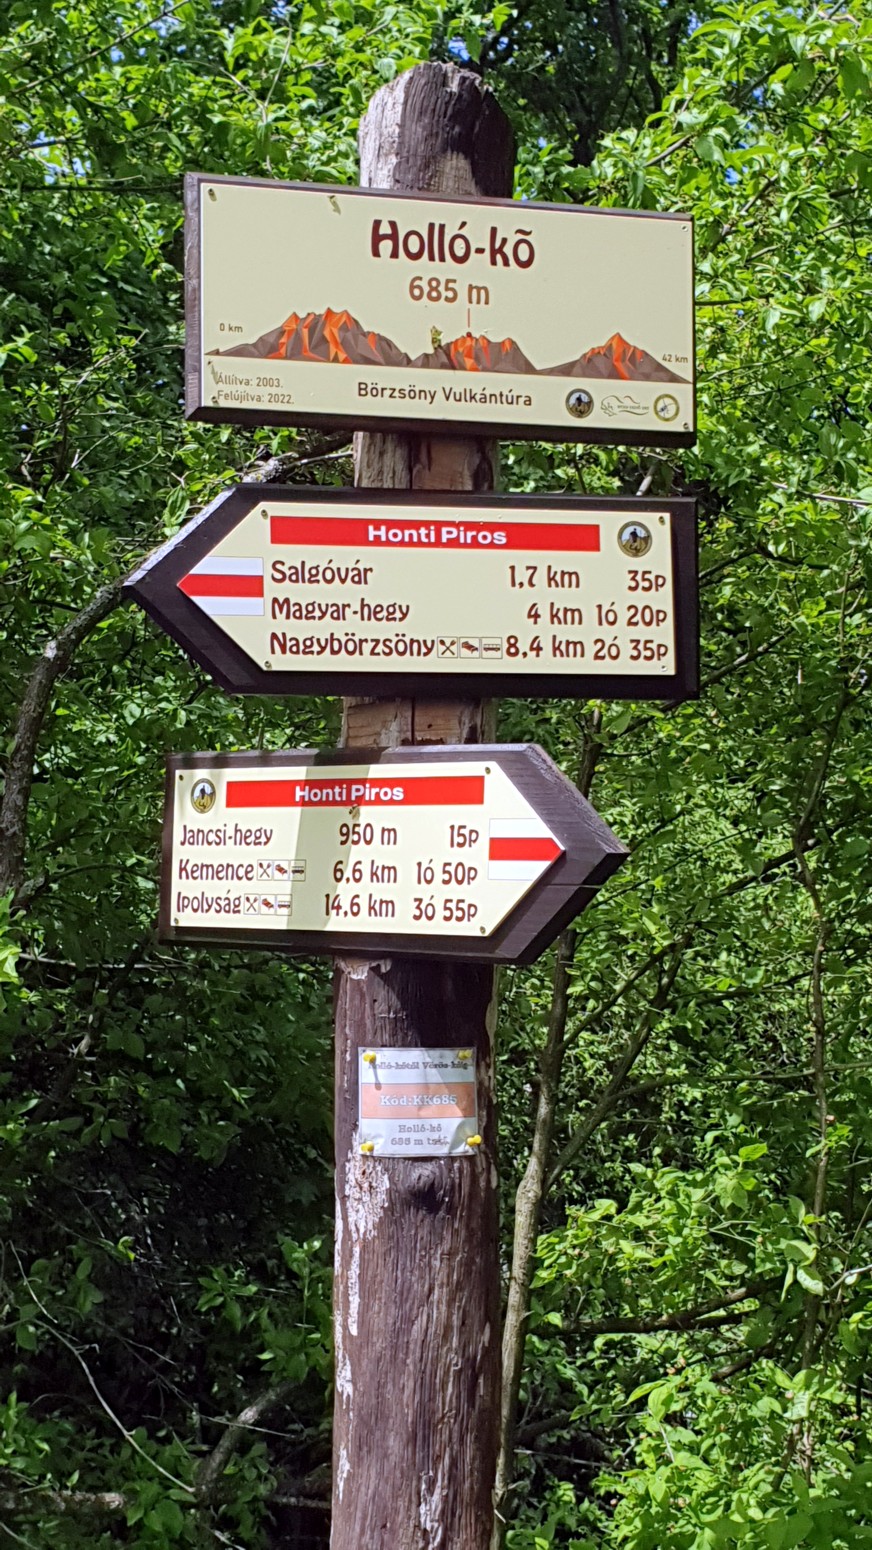 Holló-kõ
685 m
0 km
42 km
Állítva: 2003.
Felújítva: 2022.
Börzsöny Vulkántúra
Honti Piros
Salgóvár 1,7 km 35p
Magyar-hegy 4 km 1ó 20p
Nagybörzsöny 8,4 km 2ó 35p
Honti Piros
Jancsi-hegy 950 m 15p
Kemence 6,6 km 1ó 50p
Ipolyság 14,6 km 3ó 55p
Kód:KK685
Holló-kő
685 m